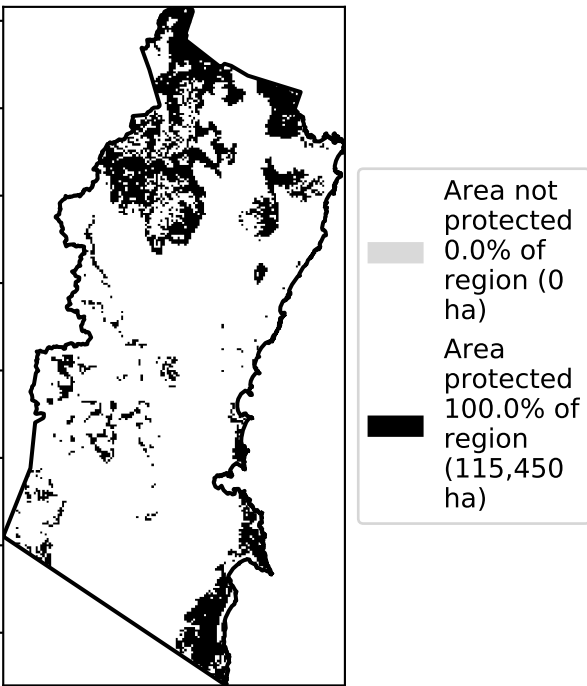 Area not
protected
0.0% of
region (0
ha)
Area
protected
100.0% of
region
(115,450
ha)